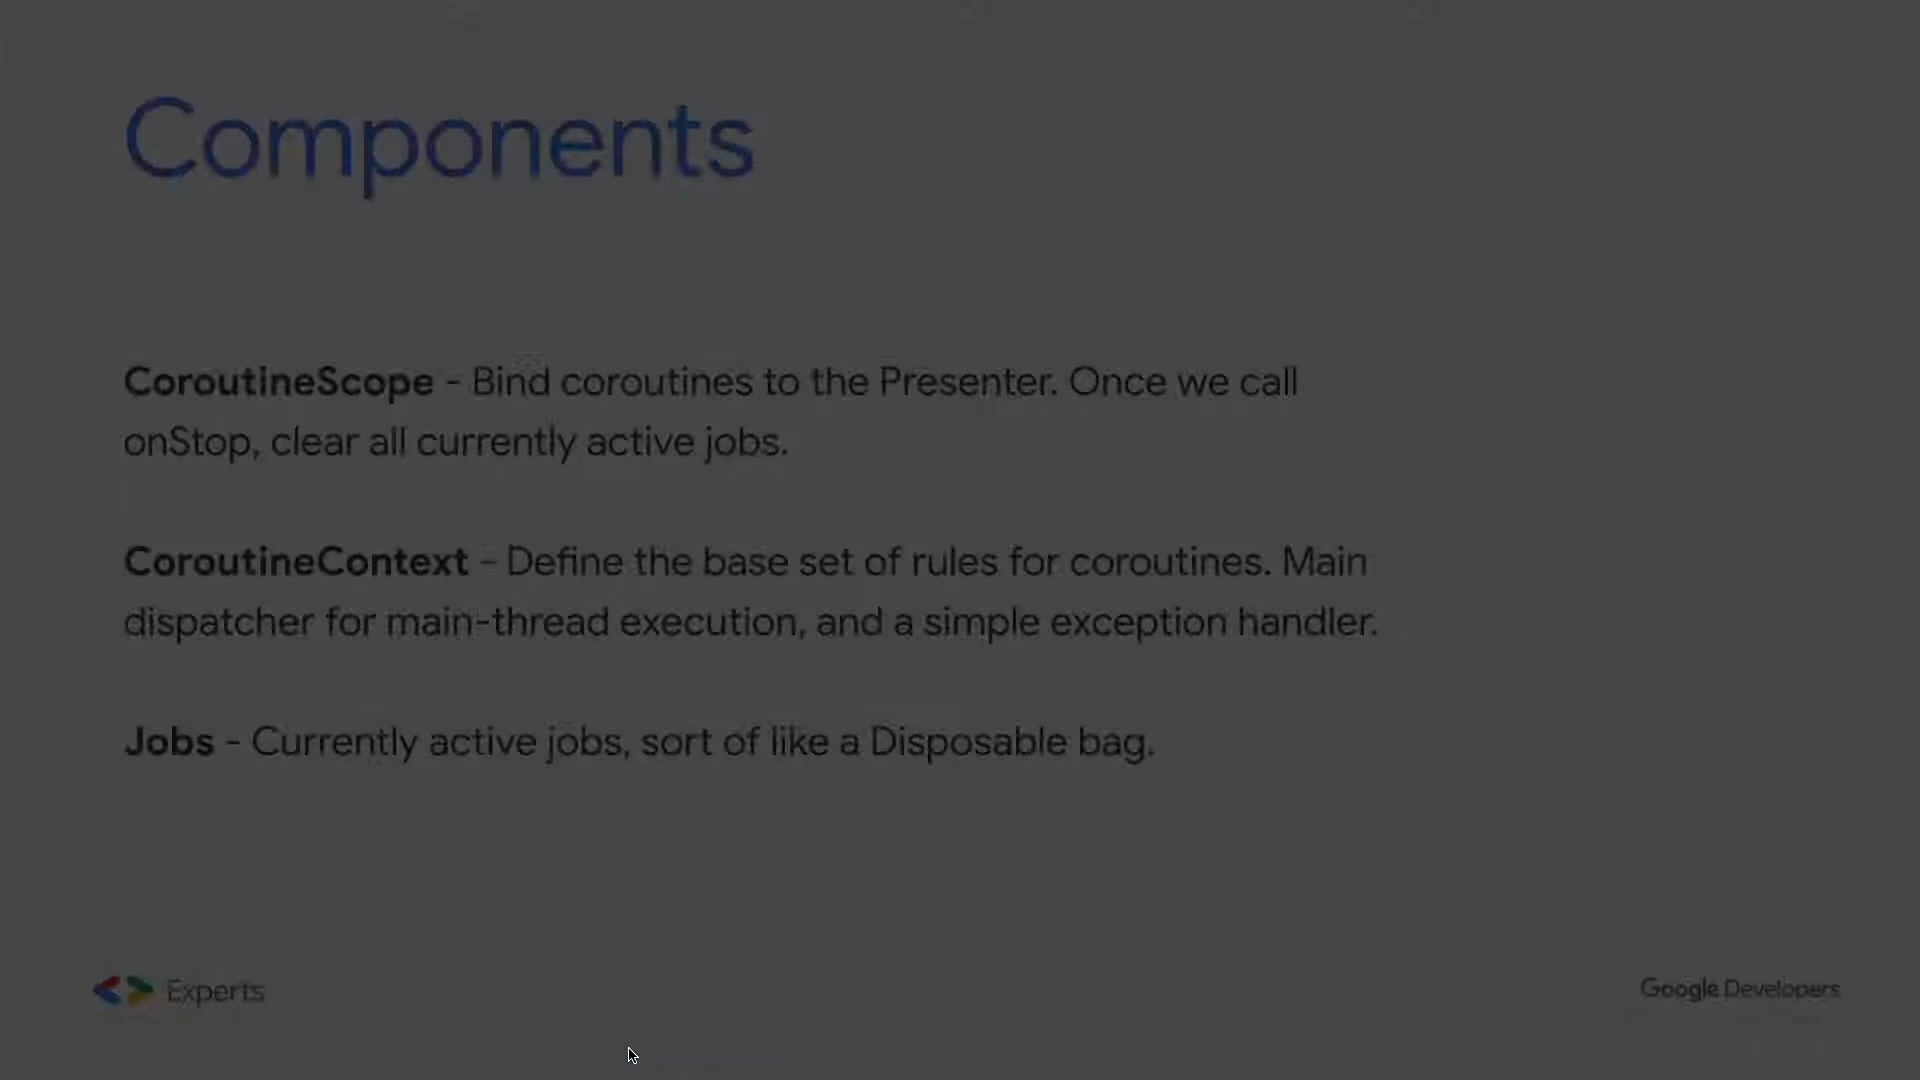 Components
CoroutineScope - Bind coroutines to the Presenter. Once we call
onStop, clear all currently active jobs.
CoroutineContext - Define the base set of rules for coroutines. Main
dispatcher for main-thread execution, and a simple exception handler.
Jobs - Currently active jobs, sort of like a Disposable bag.
Experts
Google Developers